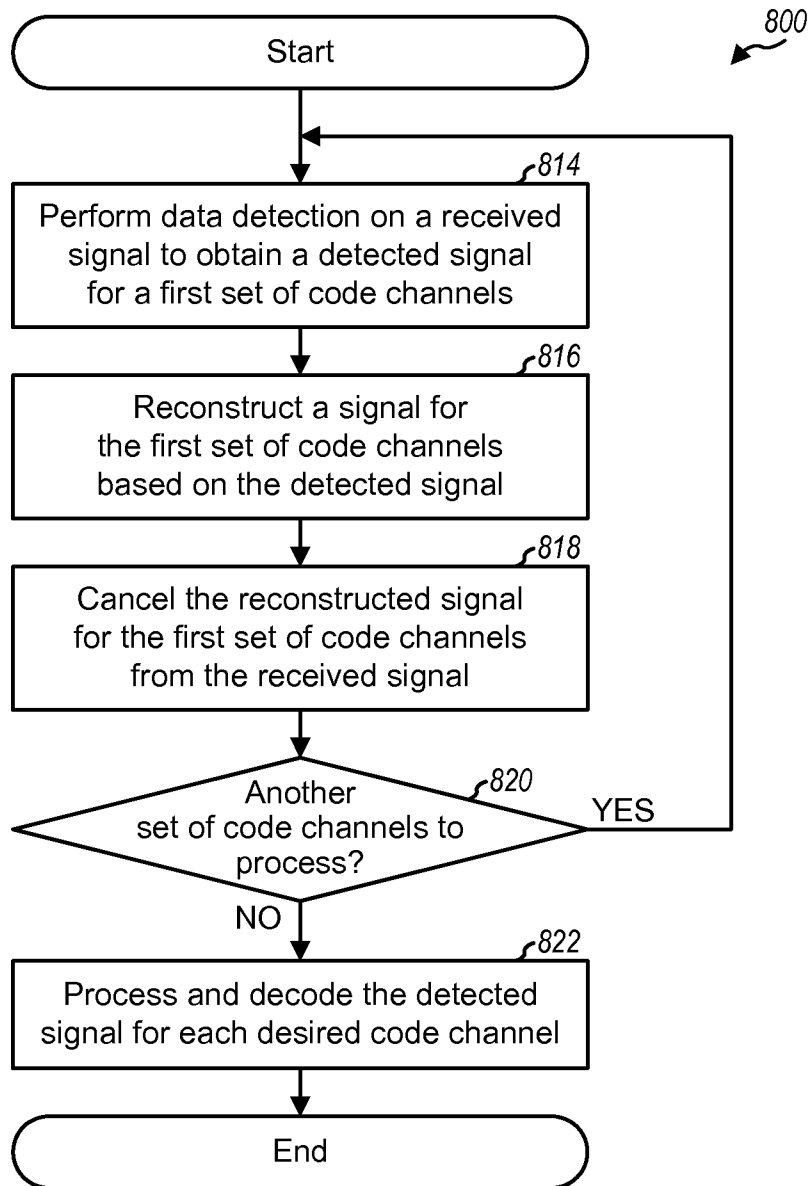 800
Start
814
Perform data detection on a received
signal to obtain a detected signal
for a first set of code channels
816
Reconstruct a signal for
the first set of code channels
based on the detected signal
818
Cancel the reconstructed signal
for the first set of code channels
from the received signal
820
Another
set of code channels to
process?
YES
NO
822
Process and decode the detected
signal for each desired code channel
End